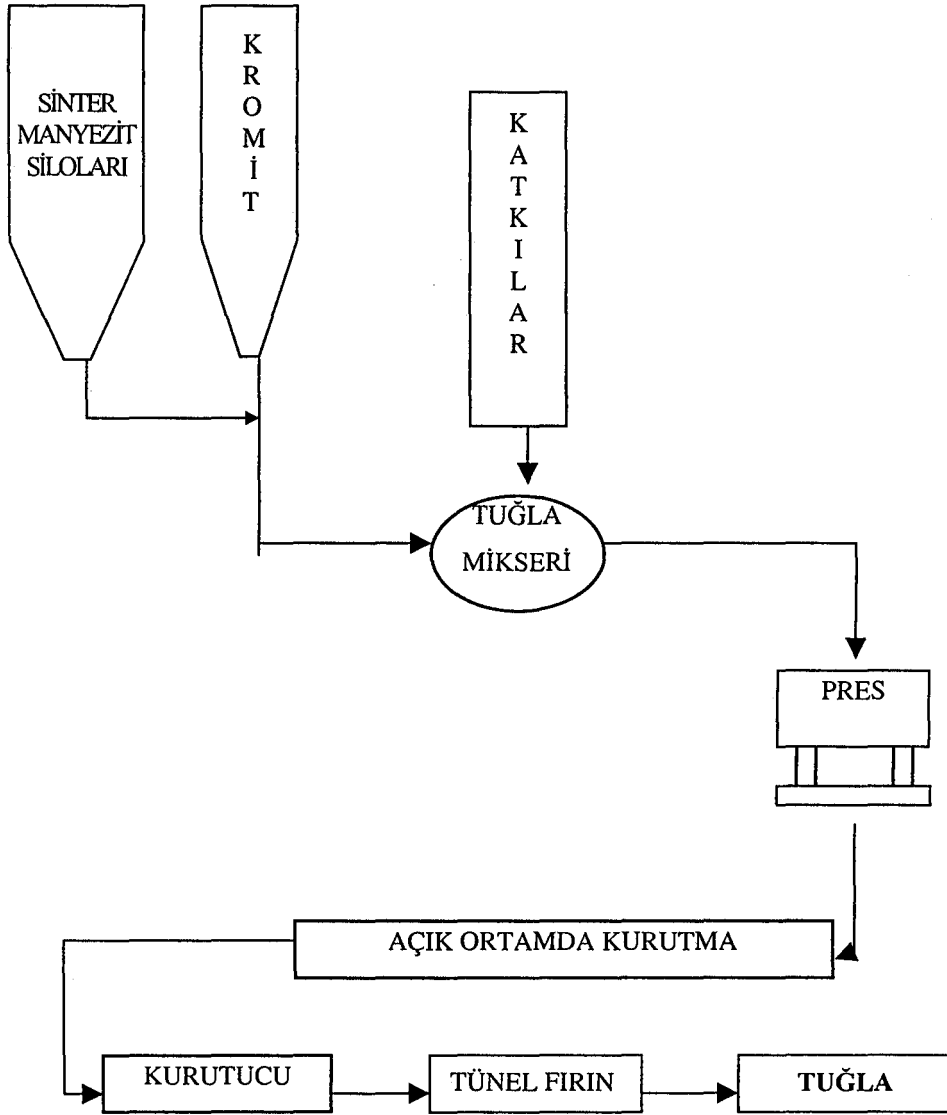 SİNTER
MANYEZİT
SİLOLARI
K
R
O
M
İ
T
K
A
T
K
I
L
A
R
TUĞLA
MİKSERİ
PRES
AÇIK ORTAMDA KURUTMA
KURUTUCU
TÜNEL FIRIN
TUĞLA